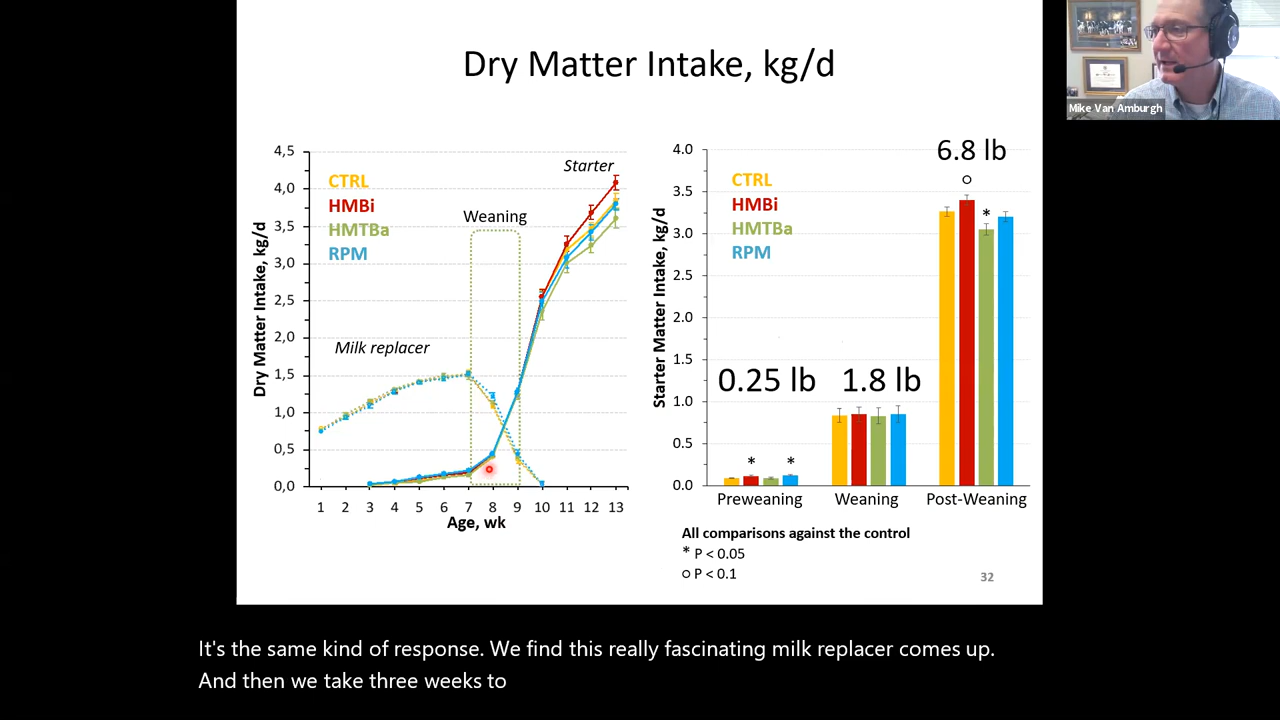 Dry Matter Intake, kg/d
Mike Van Amburgh
Dry Matter Intake, kg/d
4,5
4,0
3,5
3,0
2,5
2,0
1,5
1,0
0,5
0,0
CTRL
HMBi
HMTBa
RPM
Starter
Weaning
Milk replacer
1 2 3 4 5 6 7 8 9 10 11 12 13
Age, wk
Starter Matter Intake, kg/d
4.0
3.5
3.0
2.5
2.0
1.5
1.0
0.5
0.0
CTRL
HMBi
HMTBa
RPM
6.8 lb
*
0.25 lb 1.8 lb
* *
Preweaning Weaning Post-Weaning
All comparisons against the control
* P < 0.05
○ P < 0.1
32
It's the same kind of response. We find this really fascinating milk replacer comes up.
And then we take three weeks to